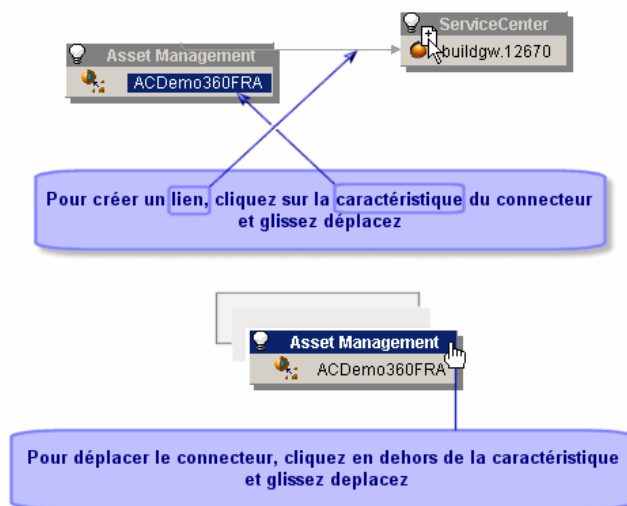 ServiceCenter
buildgw.12670
Asset Management
ACDemo360FRA
Pour créer un lien, cliquez sur la caractéristique du connecteur
et glissez déplacez
Asset Management
ACDemo360FRA
Pour déplacer le connecteur, cliquez en dehors de la caractéristique
et glissez deplacez